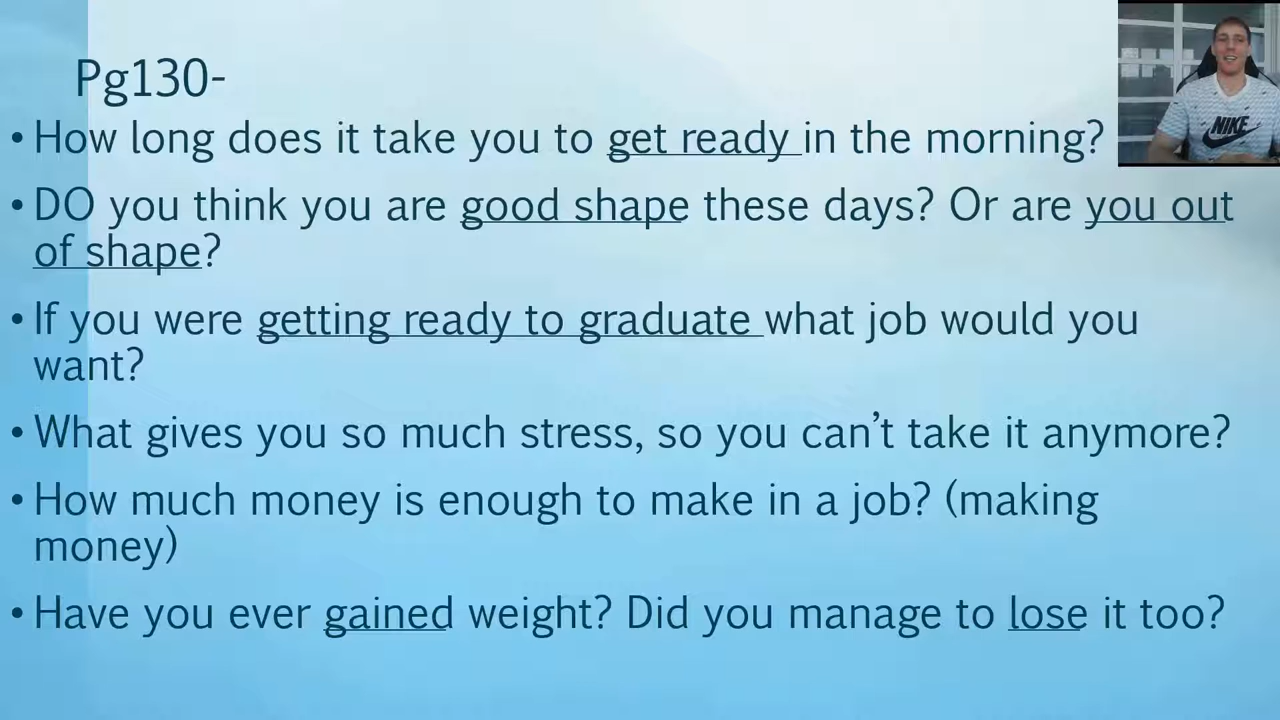 Pg130-
• How long does it take you to get ready in the morning?
• DO you think you are good shape these days? Or are you out
of shape?
• If you were getting ready to graduate what job would you
want?
• What gives you so much stress, so you can’t take it anymore?
• How much money is enough to make in a job? (making
money)
• Have you ever gained weight? Did you manage to lose it too?
NIKE